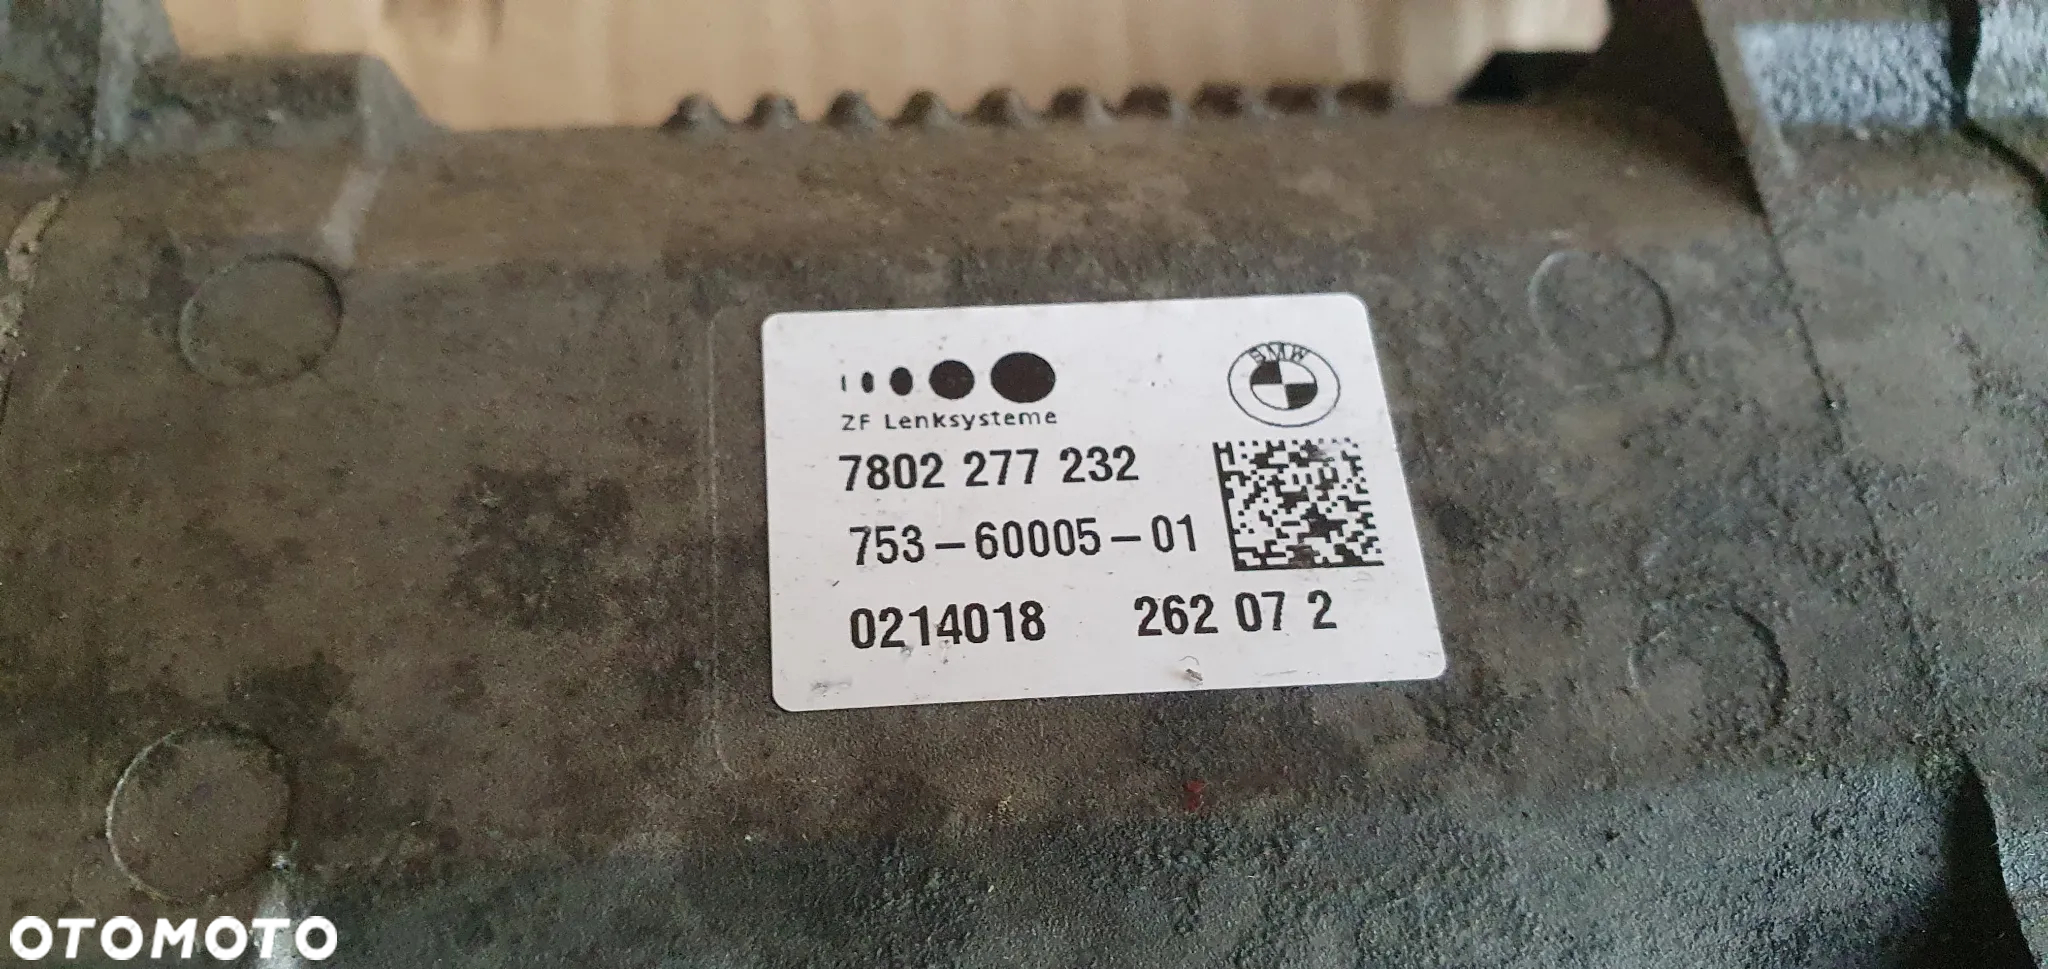 BMW
ZF Lenksysteme
7802 277 232
753-60005-01
0214018 262 07 2
OTOMOTO